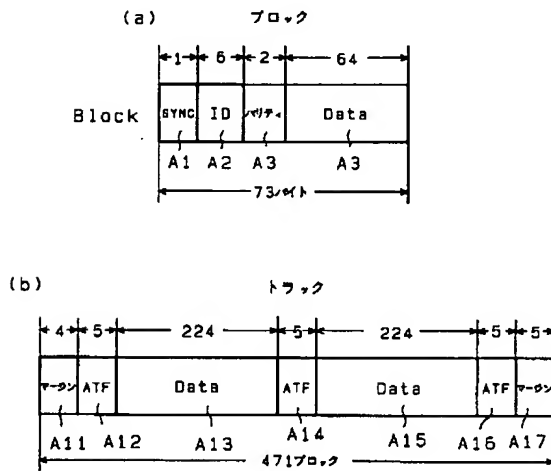 (a) ブロック
1 6 2 64
Block SYNC ID パリティ Data
A1 A2 A3 A3
73バイト
(b) トラック
4 5 224 5 224 5 5
マージン ATF Data ATF Data ATF マージン
A11 A12 A13 A14 A15 A16 A17
471ブロック